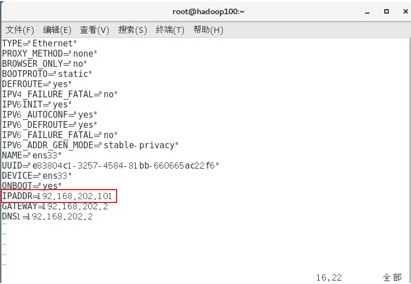 root@hadoop100:~
文件(F) 编辑(E) 查看(V) 搜索(S) 终端(T) 帮助(H)
TYPE="Ethernet"
PROXY_METHOD="none"
BROWSER_ONLY="no"
BOOTPROTO="static"
DEFROUTE="yes"
IPV4_FAILURE_FATAL="no"
IPV6INIT="yes"
IPV6_AUTOCONF="yes"
IPV6_DEFROUTE="yes"
IPV6_FAILURE_FATAL="no"
IPV6_ADDR_GEN_MODE="stable-privacy"
NAME="ens33"
UUID="e83804c1-3257-4584-81bb-660665ac22f6"
DEVICE="ens33"
ONBOOT="yes"
IPADDR=192.168.202.101
GATEWAY=192.168.202.2
DNS1=192.168.202.2
~
~
~
~
16,22 全部